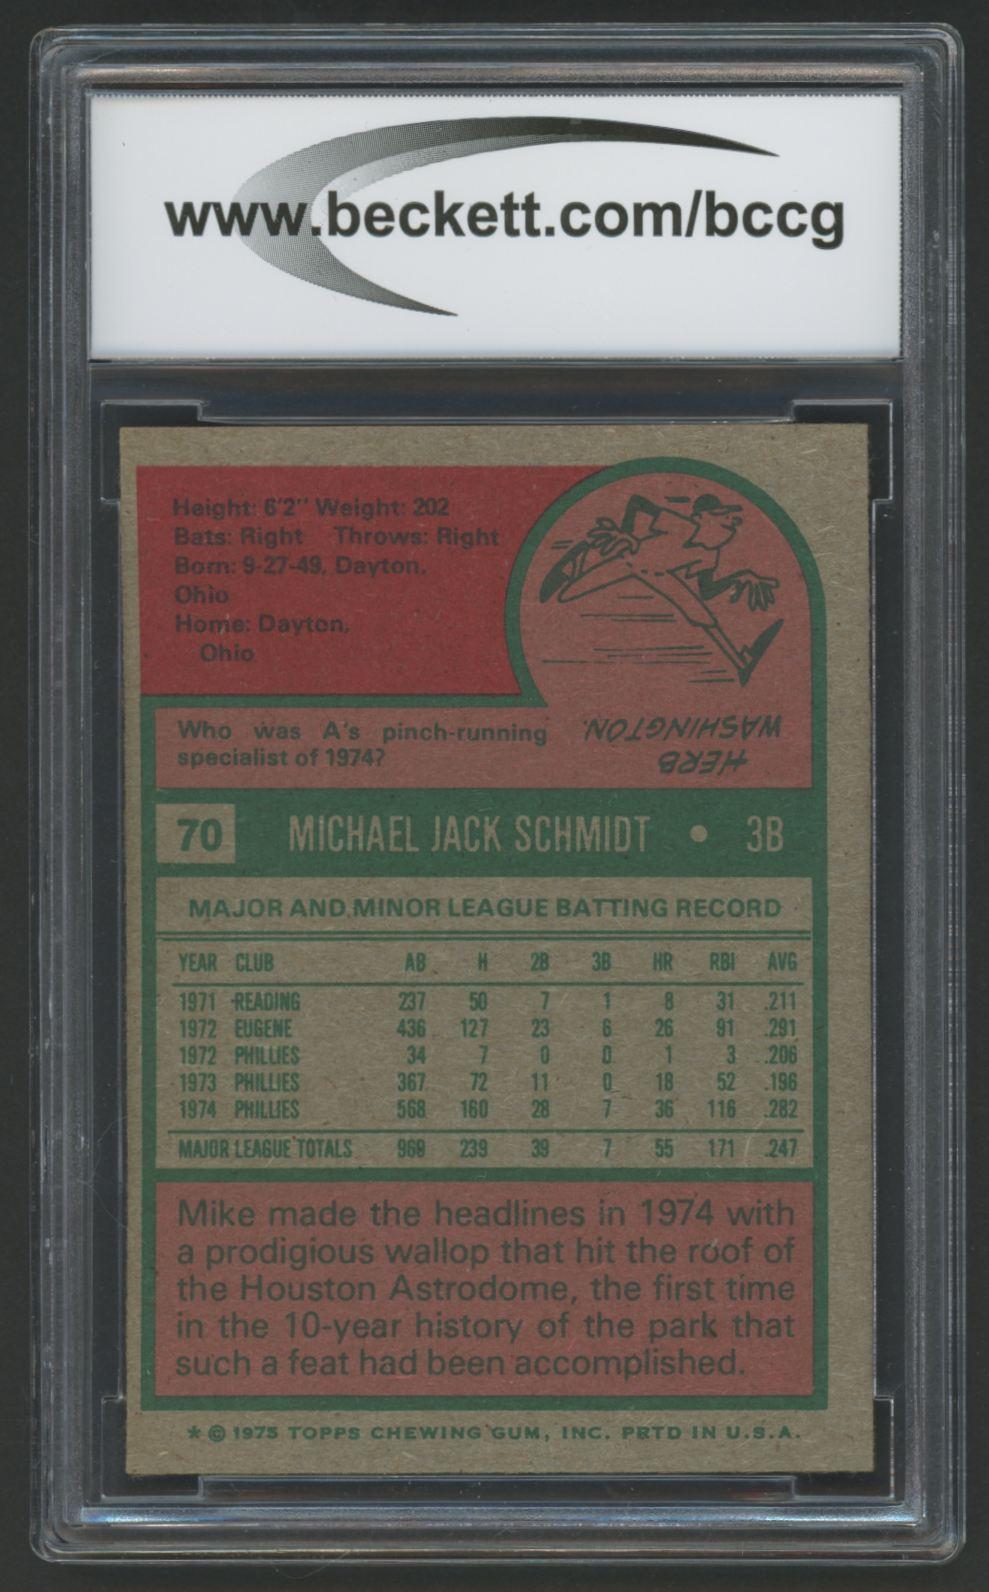 www.beckett.com/bccg
Height: 6'2" Weight: 202
Bats: Right Throws: Right
Born: 9-27-49, Dayton,
Ohio
Home: Dayton,
Ohio
Who was A's pinch-running
specialist of 1974?
HERB
WASHINGTON.
70 MICHAEL JACK SCHMIDT • 3B
MAJOR AND MINOR LEAGUE BATTING RECORD
YEAR CLUB AB H 2B 3B HR RBI AVG
1971 READING 237 50 7 1 8 31 .211
1972 EUGENE 436 127 23 6 26 91 .291
1972 PHILLIES 34 7 0 0 1 3 .206
1973 PHILLIES 367 72 11 0 18 52 .196
1974 PHILLIES 568 160 28 7 36 116 .282
MAJOR LEAGUE TOTALS 969 239 39 7 55 171 .247
Mike made the headlines in 1974 with
a prodigious wallop that hit the roof of
the Houston Astrodome, the first time
in the 10-year history of the park that
such a feat had been accomplished.
* © 1975 TOPPS CHEWING GUM, INC. PRTD IN U.S.A.